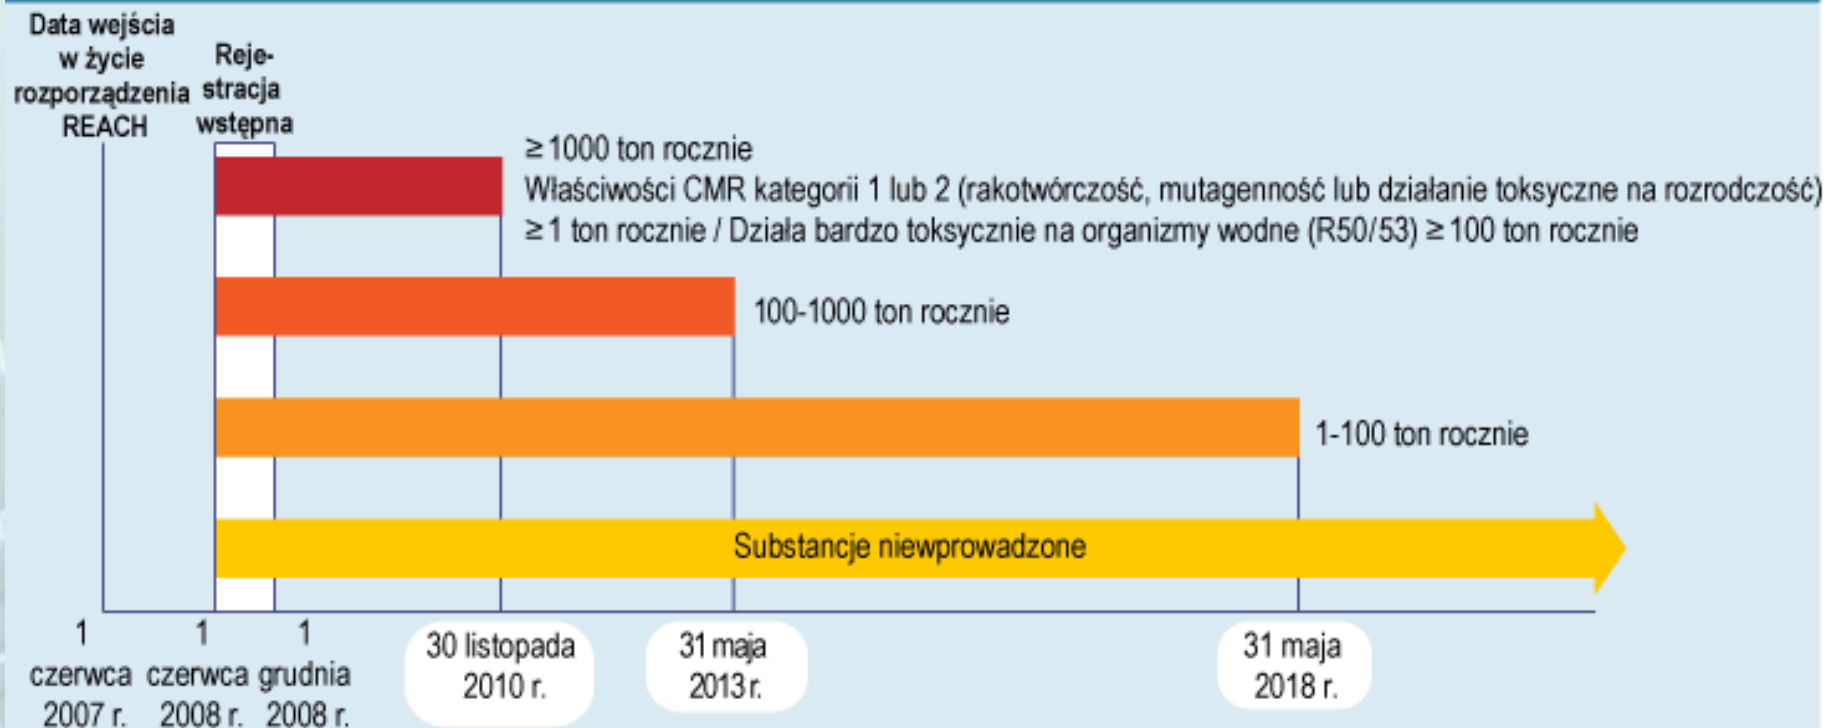 Data wejścia
w życie
rozporządzenia
REACH
Reje-
stracja
wstępna
≥ 1000 ton rocznie
Właściwości CMR kategorii 1 lub 2 (rakotwórczość, mutagenność lub działanie toksyczne na rozrodczość)
≥ 1 ton rocznie / Działa bardzo toksycznie na organizmy wodne (R50/53) ≥ 100 ton rocznie
100-1000 ton rocznie
1-100 ton rocznie
Substancje niewprowadzone
1
czerwca
2007 r.
1
czerwca
2008 r.
1
grudnia
2008 r.
30 listopada
2010 r.
31 maja
2013 r.
31 maja
2018 r.